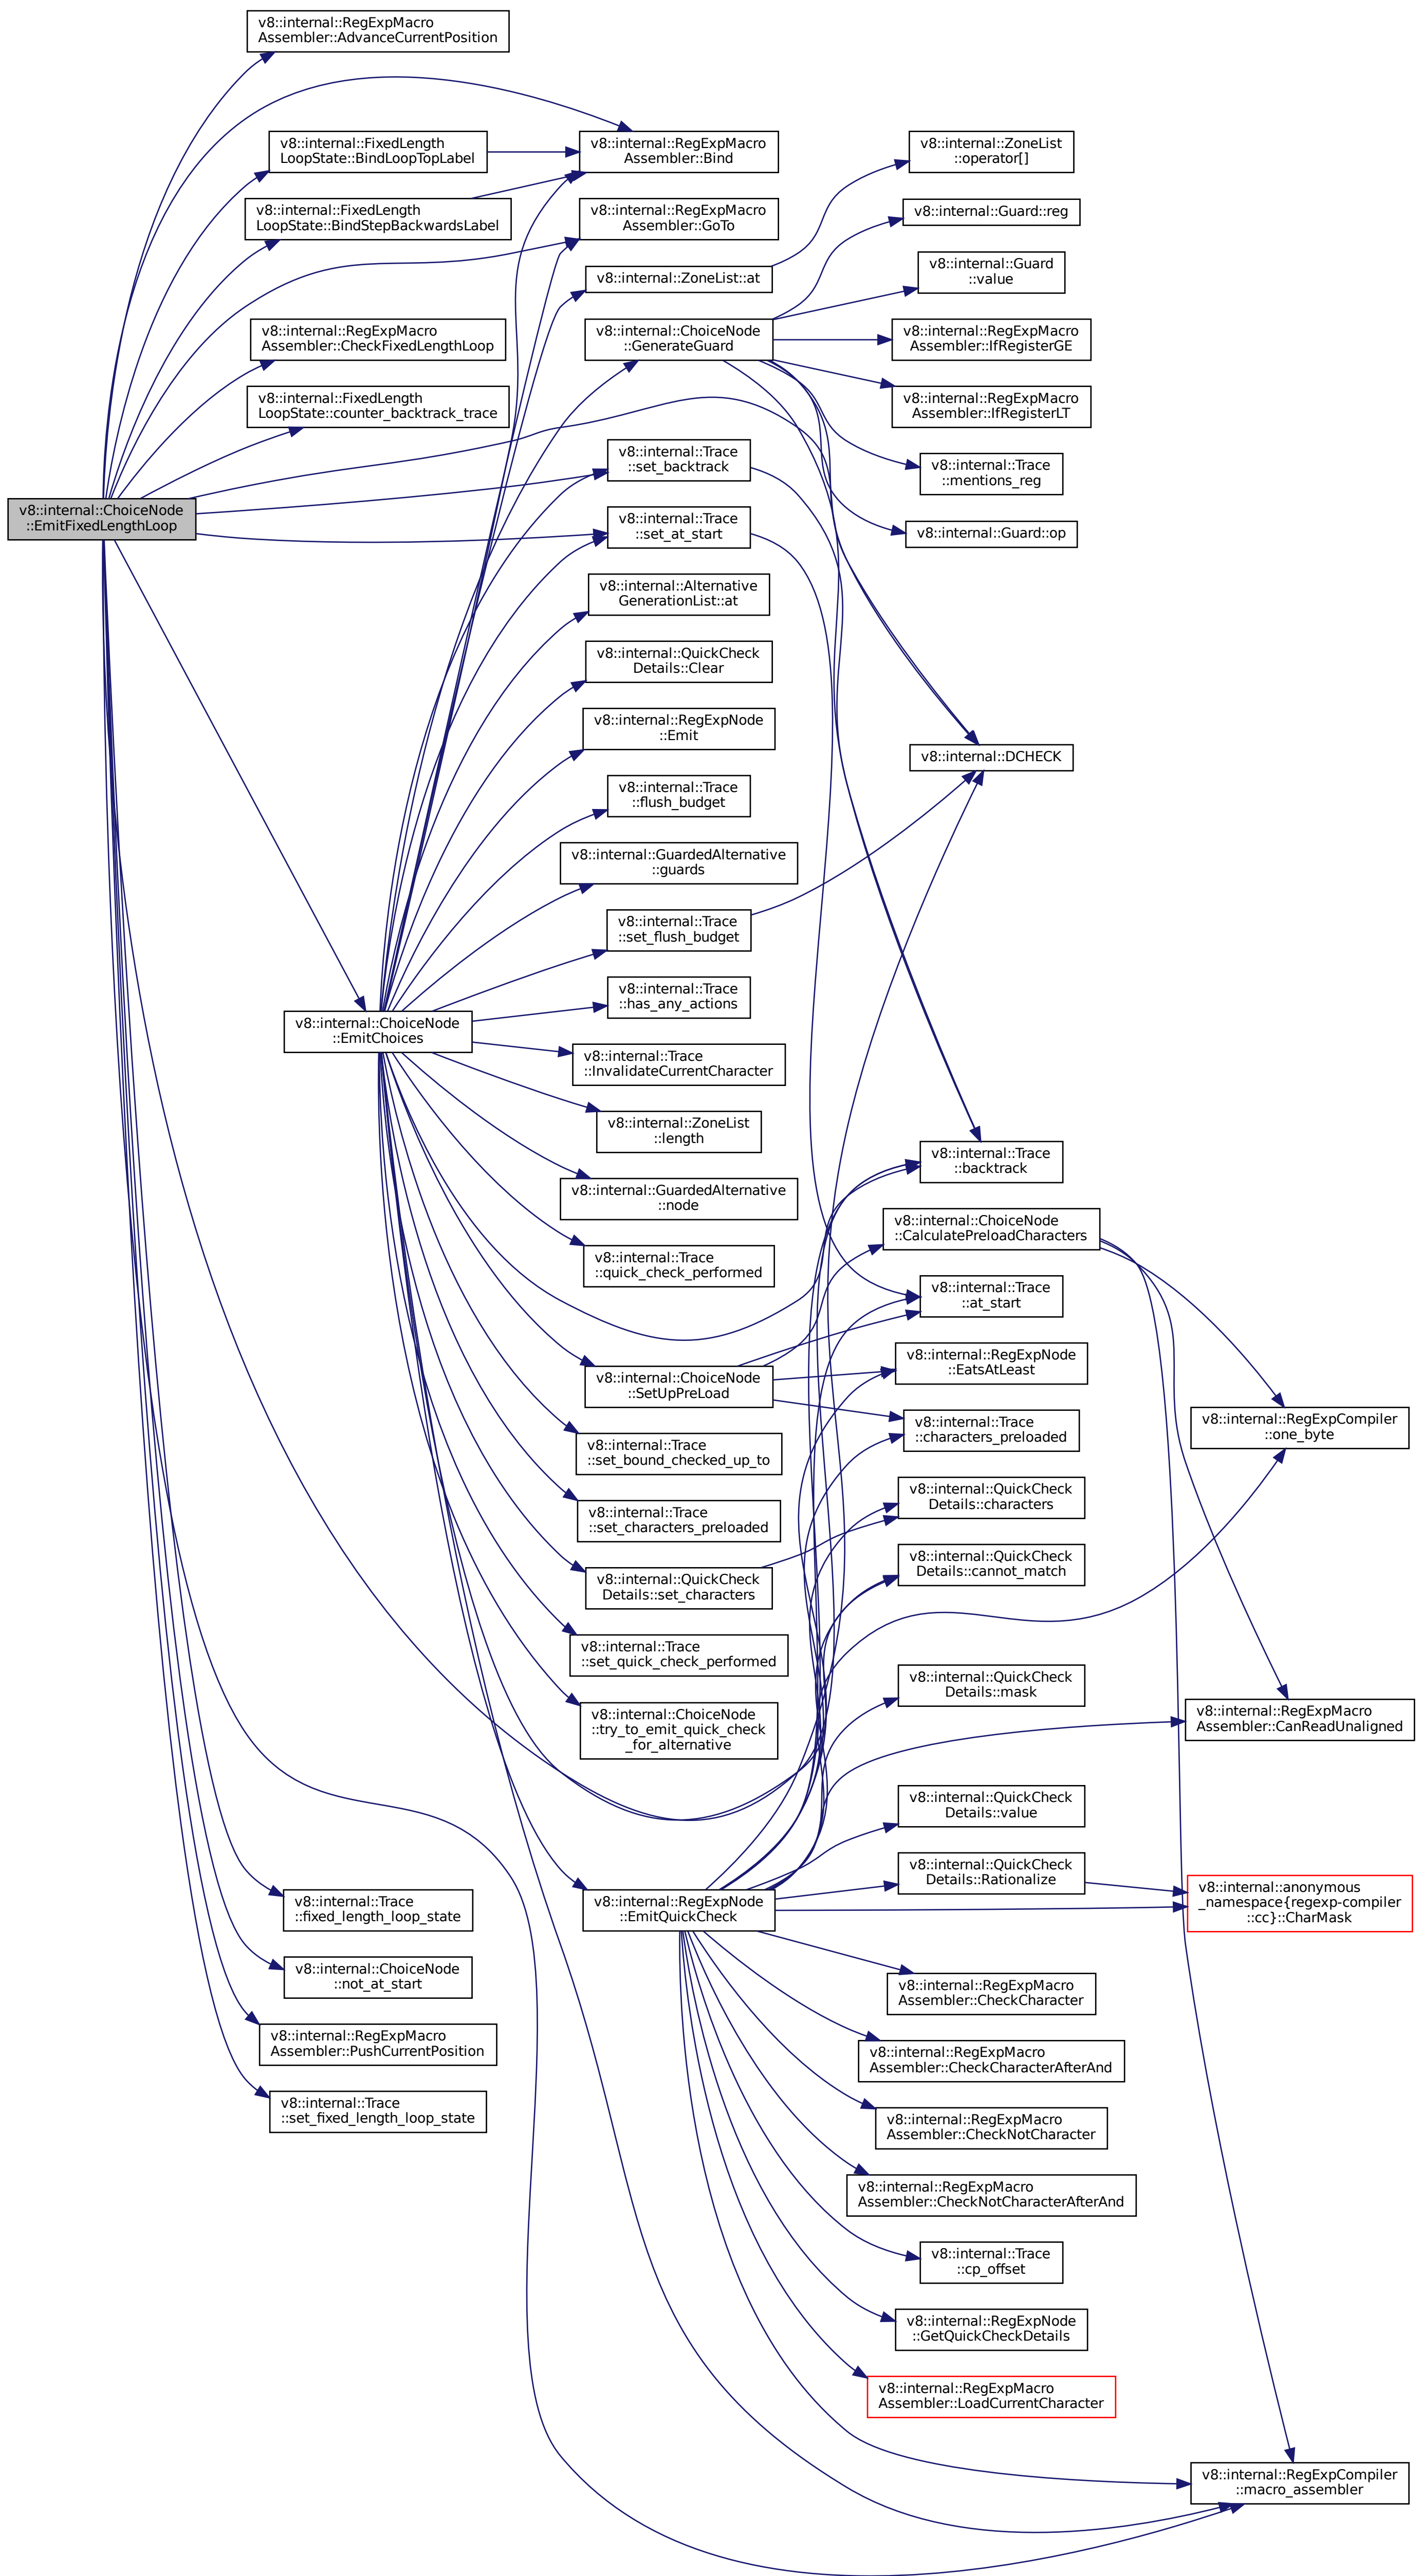 v8::internal::RegExpMacro
Assembler::AdvanceCurrentPosition
v8::internal::FixedLength
LoopState::BindLoopTopLabel
v8::internal::RegExpMacro
Assembler::Bind
v8::internal::ZoneList
::operator[]
v8::internal::FixedLength
LoopState::BindStepBackwardsLabel
v8::internal::RegExpMacro
Assembler::GoTo
v8::internal::Guard::reg
v8::internal::ZoneList::at
v8::internal::Guard
::value
v8::internal::RegExpMacro
Assembler::CheckFixedLengthLoop
v8::internal::ChoiceNode
::GenerateGuard
v8::internal::RegExpMacro
Assembler::IfRegisterGE
v8::internal::FixedLength
LoopState::counter_backtrack_trace
v8::internal::RegExpMacro
Assembler::IfRegisterLT
v8::internal::Trace
::set_backtrack
v8::internal::Trace
::mentions_reg
v8::internal::ChoiceNode
::EmitFixedLengthLoop
v8::internal::Trace
::set_at_start
v8::internal::Guard::op
v8::internal::Alternative
GenerationList::at
v8::internal::QuickCheck
Details::Clear
v8::internal::RegExpNode
::Emit
v8::internal::DCHECK
v8::internal::Trace
::flush_budget
v8::internal::GuardedAlternative
::guards
v8::internal::Trace
::set_flush_budget
v8::internal::Trace
::has_any_actions
v8::internal::ChoiceNode
::EmitChoices
v8::internal::Trace
::InvalidateCurrentCharacter
v8::internal::ZoneList
::length
v8::internal::Trace
::backtrack
v8::internal::GuardedAlternative
::node
v8::internal::ChoiceNode
::CalculatePreloadCharacters
v8::internal::Trace
::quick_check_performed
v8::internal::Trace
::at_start
v8::internal::ChoiceNode
::SetUpPreLoad
v8::internal::RegExpNode
::EatsAtLeast
v8::internal::Trace
::characters_preloaded
v8::internal::RegExpCompiler
::one_byte
v8::internal::Trace
::set_bound_checked_up_to
v8::internal::QuickCheck
Details::characters
v8::internal::Trace
::set_characters_preloaded
v8::internal::QuickCheck
Details::cannot_match
v8::internal::QuickCheck
Details::set_characters
v8::internal::Trace
::set_quick_check_performed
v8::internal::QuickCheck
Details::mask
v8::internal::ChoiceNode
::try_to_emit_quick_check
_for_alternative
v8::internal::RegExpMacro
Assembler::CanReadUnaligned
v8::internal::QuickCheck
Details::value
v8::internal::QuickCheck
Details::Rationalize
v8::internal::Trace
::fixed_length_loop_state
v8::internal::RegExpNode
::EmitQuickCheck
v8::internal::anonymous
_namespace{regexp-compiler
::cc}::CharMask
v8::internal::ChoiceNode
::not_at_start
v8::internal::RegExpMacro
Assembler::CheckCharacter
v8::internal::RegExpMacro
Assembler::PushCurrentPosition
v8::internal::RegExpMacro
Assembler::CheckCharacterAfterAnd
v8::internal::Trace
::set_fixed_length_loop_state
v8::internal::RegExpMacro
Assembler::CheckNotCharacter
v8::internal::RegExpMacro
Assembler::CheckNotCharacterAfterAnd
v8::internal::Trace
::cp_offset
v8::internal::RegExpNode
::GetQuickCheckDetails
v8::internal::RegExpMacro
Assembler::LoadCurrentCharacter
v8::internal::RegExpCompiler
::macro_assembler